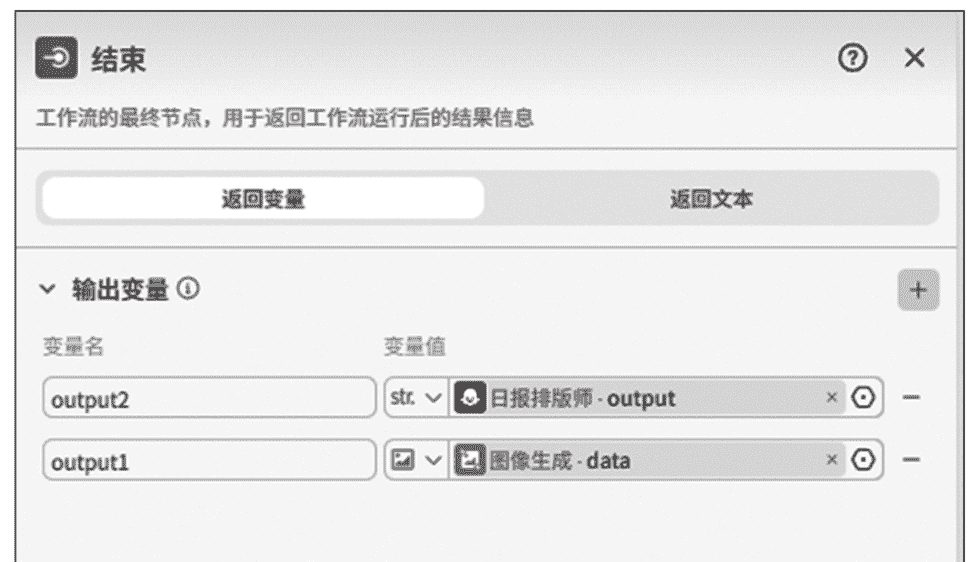 结束
工作流的最终节点，用于返回工作流运行后的结果信息
返回变量 返回文本
输出变量
变量名 变量值
output2 str. 日报排版师 · output
output1 图像生成 · data